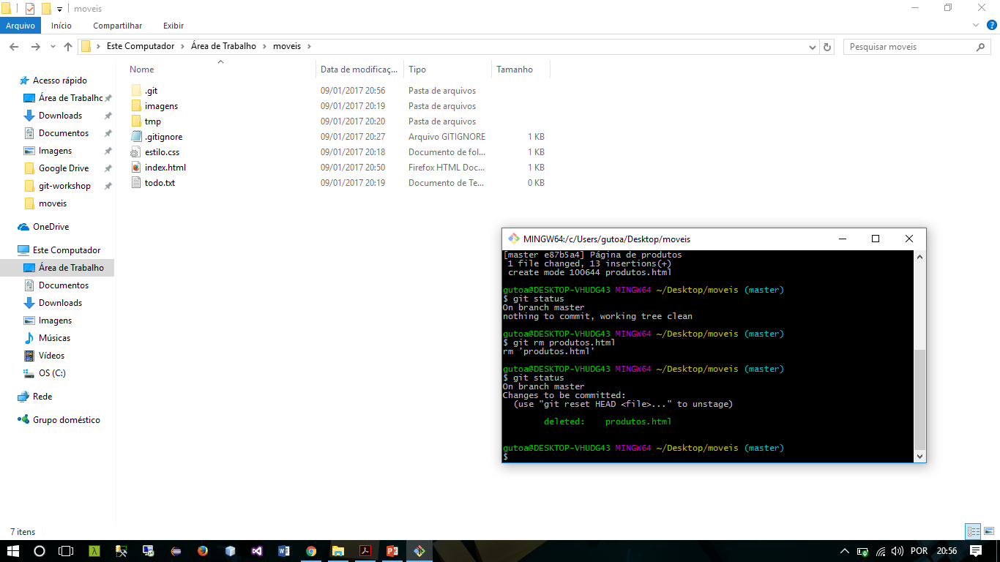 moveis
Arquivo Início Compartilhar Exibir
Este Computador Área de Trabalho moveis
Pesquisar moveis
Nome Data de modificaç... Tipo Tamanho
.git 09/01/2017 20:56 Pasta de arquivos
imagens 09/01/2017 20:19 Pasta de arquivos
tmp 09/01/2017 20:20 Pasta de arquivos
.gitignore 09/01/2017 20:27 Arquivo GITIGNORE 1 KB
estilo.css 09/01/2017 20:18 Documento de fol... 1 KB
index.html 09/01/2017 20:50 Firefox HTML Doc... 1 KB
todo.txt 09/01/2017 20:19 Documento de Te... 0 KB
Acesso rápido
Área de Trabalho
Downloads
Documentos
Imagens
Google Drive
git-workshop
moveis
OneDrive
Este Computador
Área de Trabalho
Documentos
Downloads
Imagens
Músicas
Vídeos
OS (C:)
Rede
Grupo doméstico
MINGW64:/c/Users/gutoa/Desktop/moveis
[master e87b5a4] Página de produtos
1 file changed, 13 insertions(+)
create mode 100644 produtos.html
gutoa@DESKTOP-VHUDG43 MINGW64 ~/Desktop/moveis (master)
$ git status
On branch master
nothing to commit, working tree clean
gutoa@DESKTOP-VHUDG43 MINGW64 ~/Desktop/moveis (master)
$ git rm produtos.html
rm 'produtos.html'
gutoa@DESKTOP-VHUDG43 MINGW64 ~/Desktop/moveis (master)
$ git status
On branch master
Changes to be committed:
(use "git reset HEAD <file>..." to unstage)
deleted: produtos.html
gutoa@DESKTOP-VHUDG43 MINGW64 ~/Desktop/moveis (master)
$
7 itens
POR 20:56